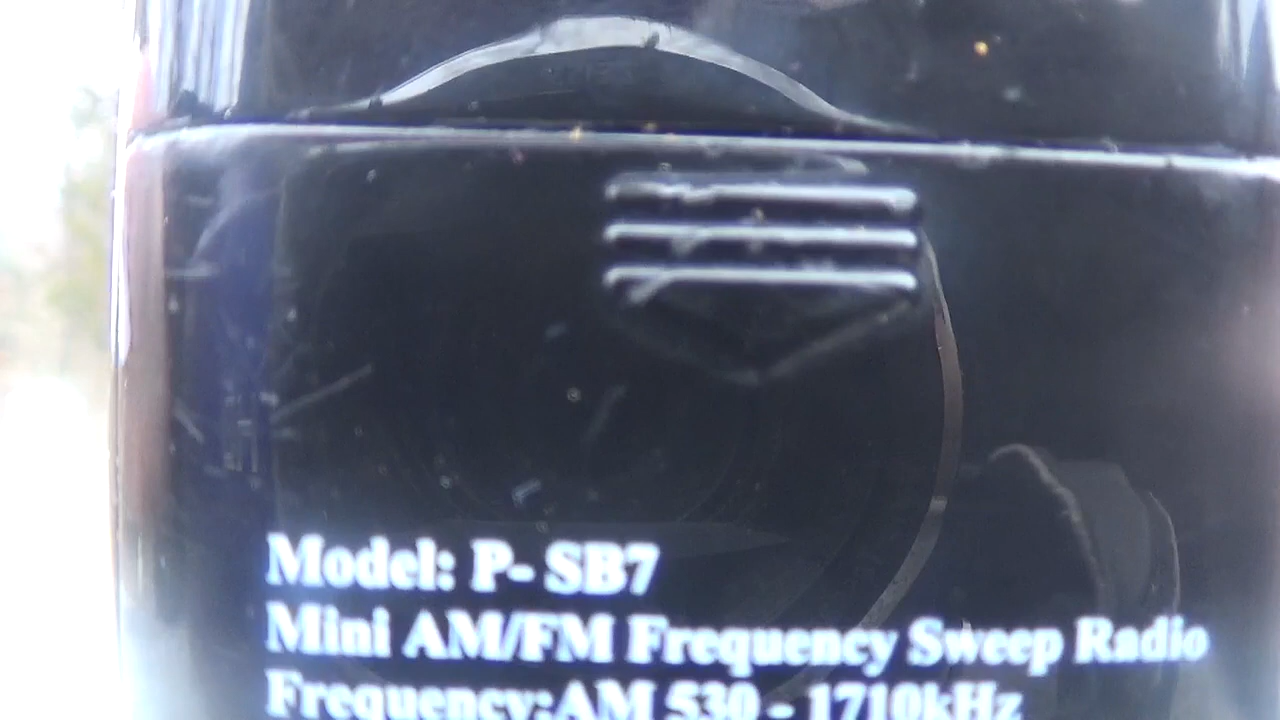 Model: P- SB7
Mini AM/FM Frequency Sweep Radio
Frequency:AM 530 - 1710kHz